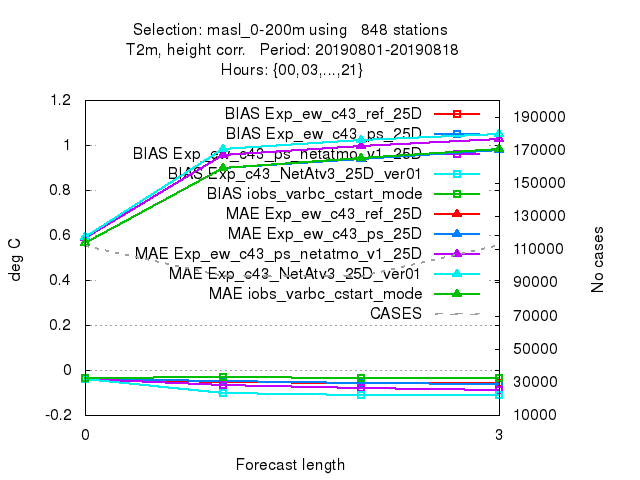 Selection: masl_0-200m using 848 stations
T2m, height corr. Period: 20190801-20190818
Hours: {00,03,...,21}
1.2
1
0.8
0.6
0.4
0.2
0
-0.2
deg C
BIAS Exp_ew_c43_ref_25D
BIAS Exp_ew_c43_ps_25D
BIAS Exp_ew_c43_ps_netatmo_v1_25D
BIAS Exp_c43_NetAtv3_25D_ver01
BIAS iobs_varbc_cstart_mode
MAE Exp_ew_c43_ref_25D
MAE Exp_ew_c43_ps_25D
MAE Exp_ew_c43_ps_netatmo_v1_25D
MAE Exp_c43_NetAtv3_25D_ver01
MAE iobs_varbc_cstart_mode
CASES
190000
170000
150000
130000
110000
90000
70000
50000
30000
10000
No cases
0 3
Forecast length